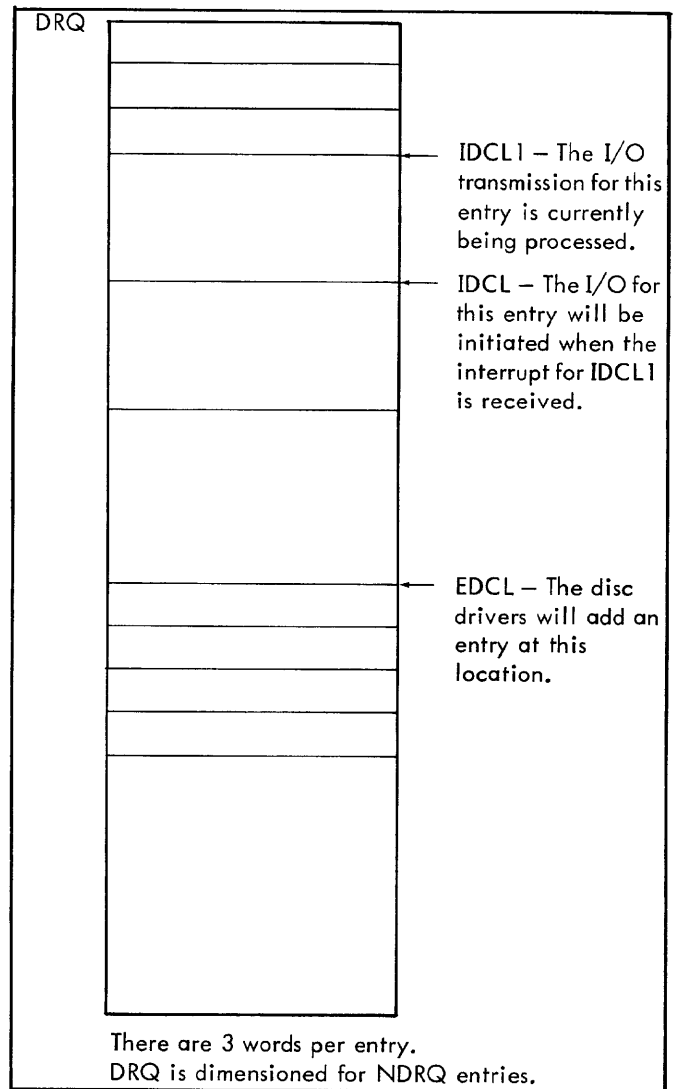 DRQ
IDCL1 – The I/O
transmission for this
entry is currently
being processed.
IDCL – The I/O for
this entry will be
initiated when the
interrupt for IDCL1
is received.
EDCL – The disc
drivers will add an
entry at this
location.
There are 3 words per entry.
DRQ is dimensioned for NDRQ entries.